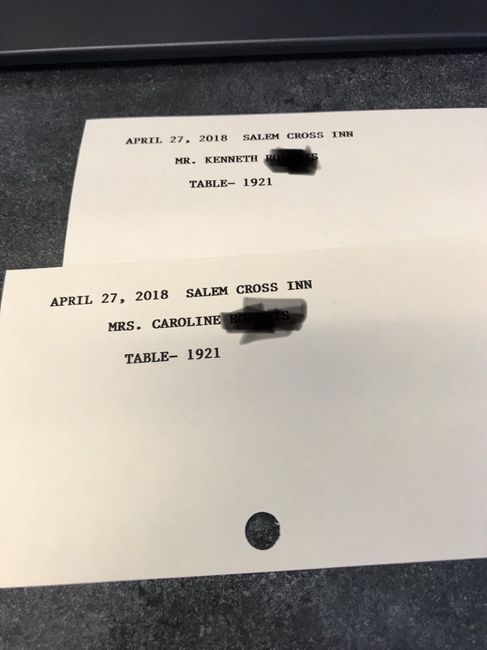 APRIL 27, 2018 SALEM CROSS INN
MR. KENNETH
TABLE- 1921
APRIL 27, 2018 SALEM CROSS INN
MRS. CAROLINE
TABLE- 1921